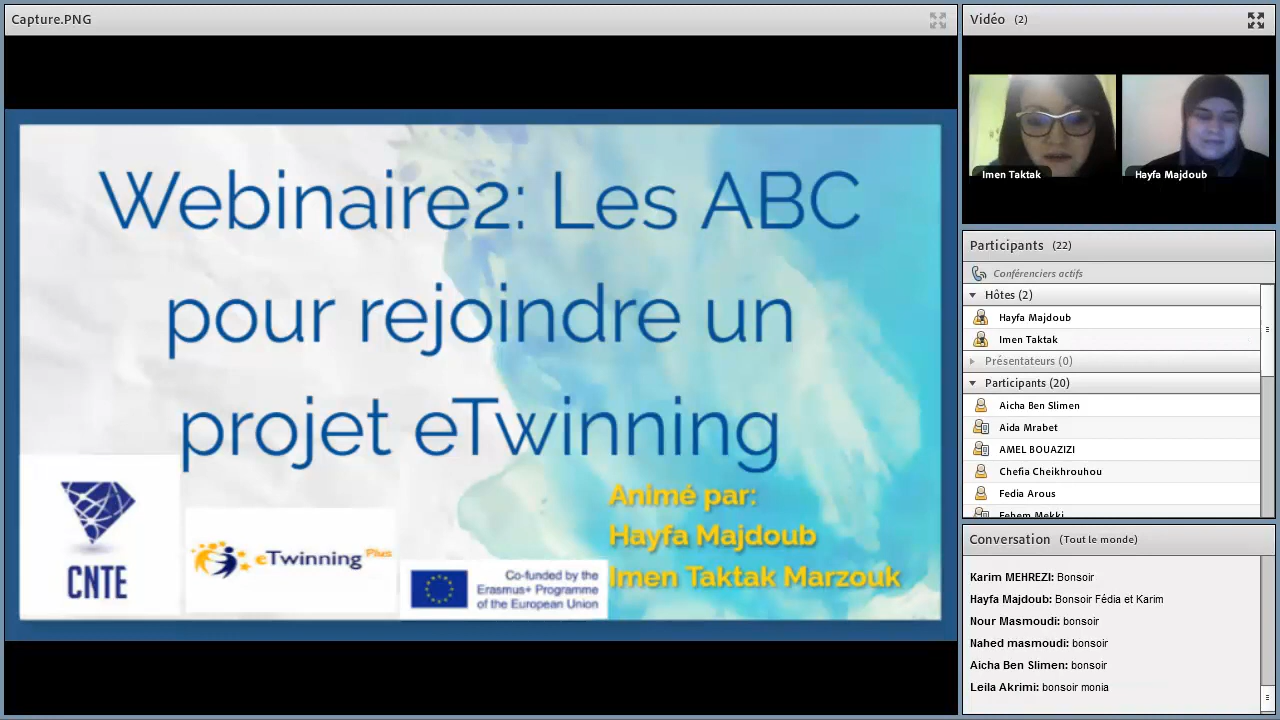 Capture.PNG
Webinaire2: Les ABC
pour rejoindre un
projet eTwinning
Animé par:
Hayfa Majdoub
Imen Taktak Marzouk
CNTE
eTwinning Plus
Co-funded by the
Erasmus+ Programme
of the European Union
Vidéo (2)
Imen Taktak
Hayfa Majdoub
Participants (22)
Conférenciers actifs
Hôtes (2)
Hayfa Majdoub
Imen Taktak
Présentateurs (0)
Participants (20)
Aicha Ben Slimen
Aida Mrabet
AMEL BOUAZIZI
Chefia Cheikhrouhou
Fedia Arous
Fehem Mekki
Conversation (Tout le monde)
Karim MEHREZI: Bonsoir
Hayfa Majdoub: Bonsoir Fédia et Karim
Nour Masmoudi: bonsoir
Nahed masmoudi: bonsoir
Aicha Ben Slimen: bonsoir
Leila Akrimi: bonsoir monia